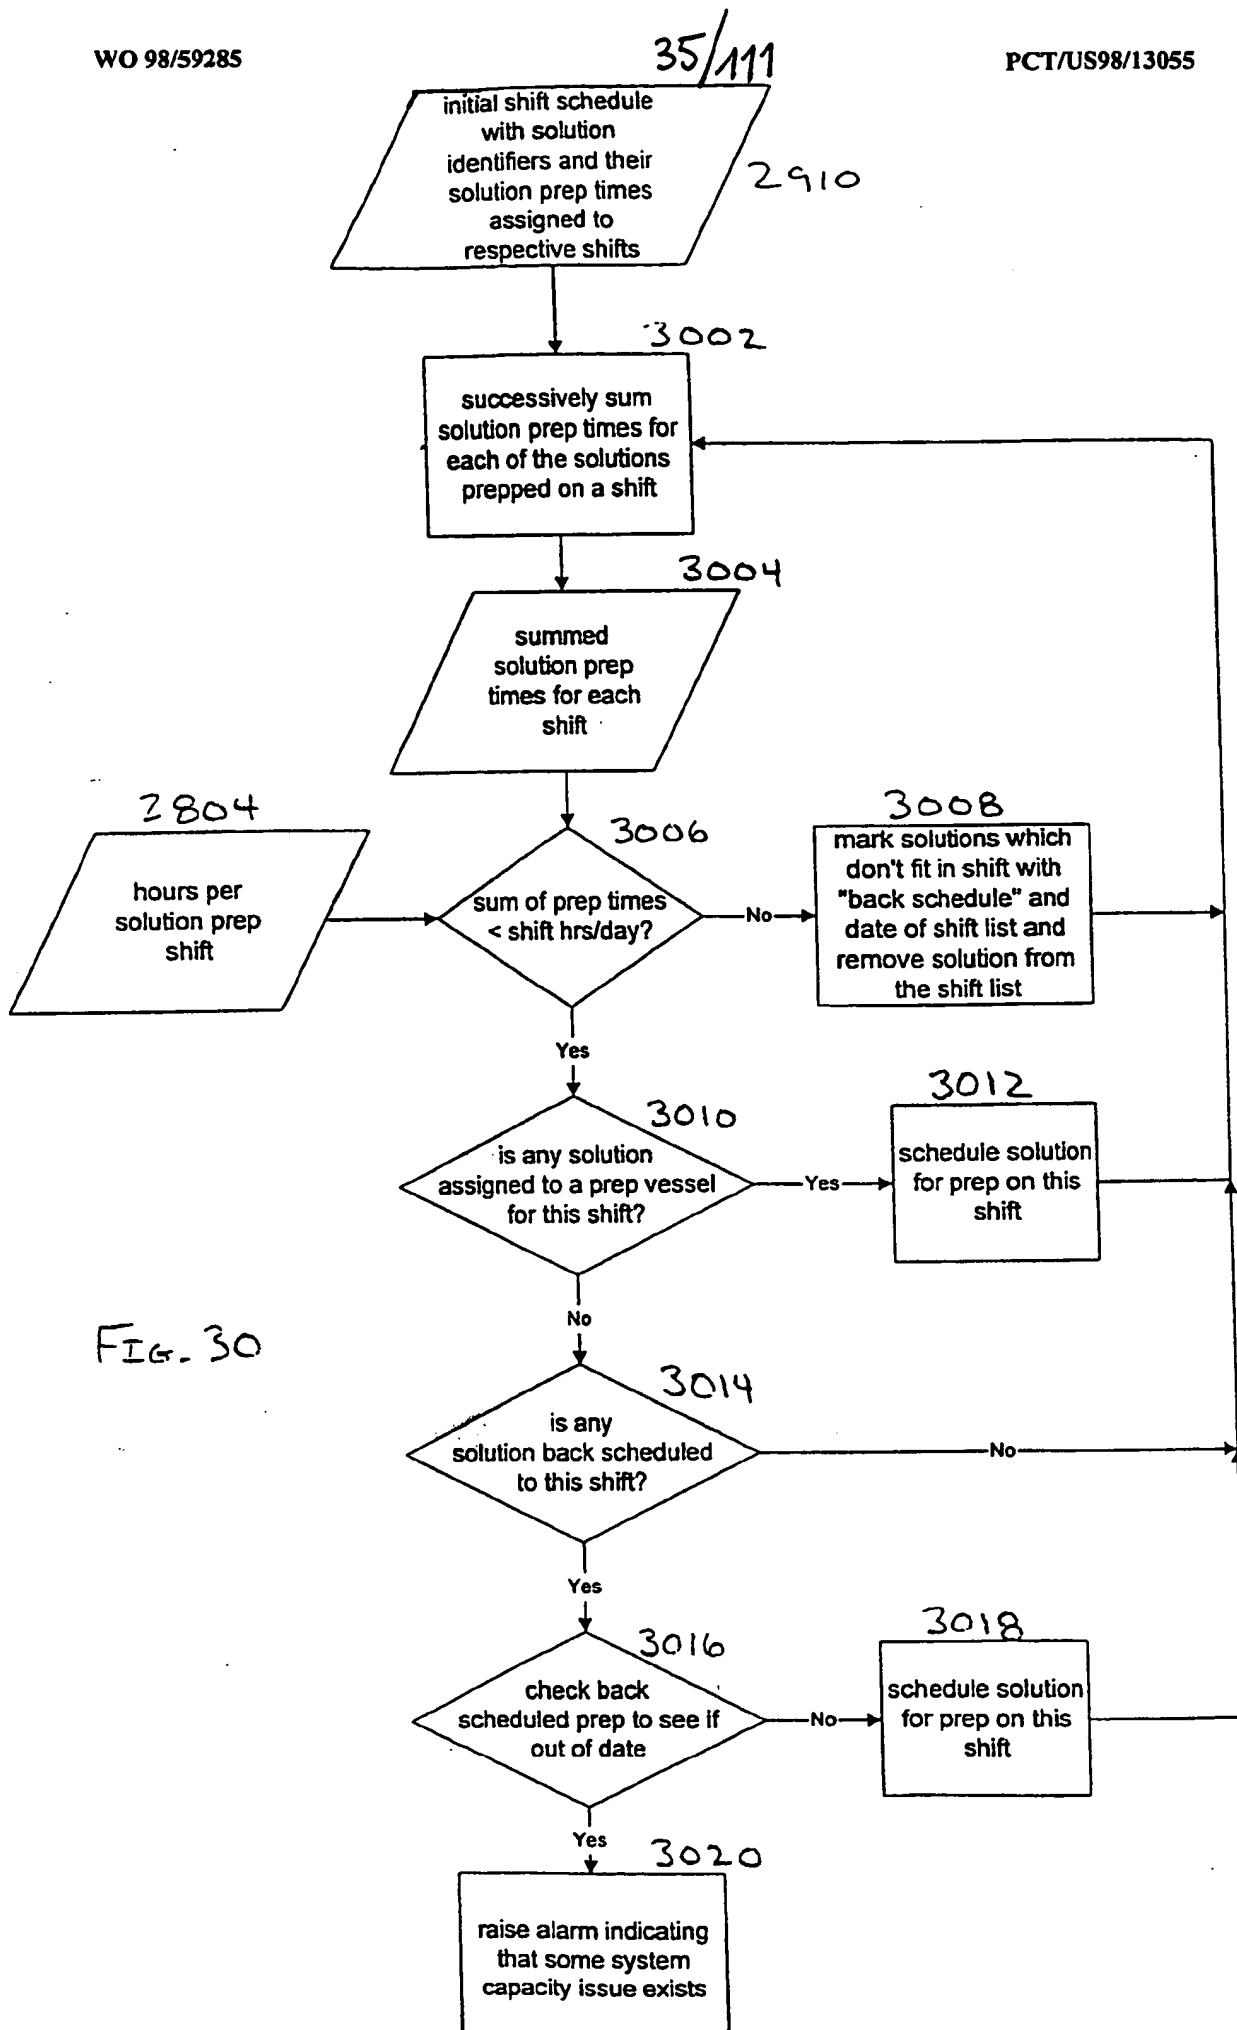 WO 98/59285
35/111
PCT/US98/13055
initial shift schedule
with solution
identifiers and their
solution prep times
assigned to
respective shifts
2910
3002
successively sum
solution prep times for
each of the solutions
prepped on a shift
3004
summed
solution prep
times for each
shift
2804
hours per
solution prep
shift
3006
sum of prep times
< shift hrs/day?
No
3008
mark solutions which
don't fit in shift with
"back schedule" and
date of shift list and
remove solution from
the shift list
Yes
3010
is any solution
assigned to a prep vessel
for this shift?
Yes
3012
schedule solution
for prep on this
shift
No
FIG. 30
3014
is any
solution back scheduled
to this shift?
No
Yes
3016
check back
scheduled prep to see if
out of date
No
3018
schedule solution
for prep on this
shift
Yes
3020
raise alarm indicating
that some system
capacity issue exists